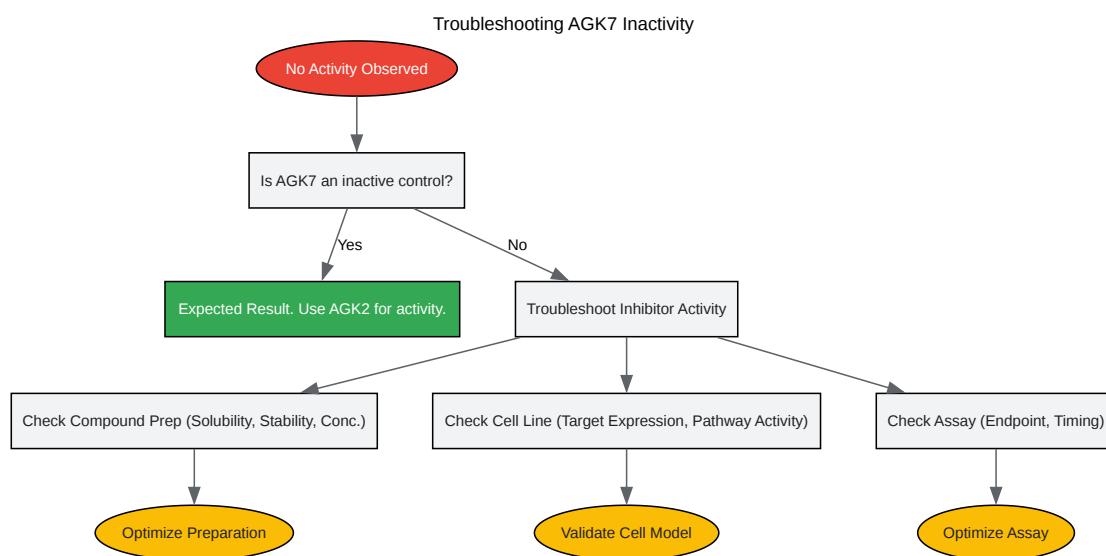 Troubleshooting AGK7 Inactivity
No Activity Observed
Is AGK7 an inactive control?
Yes
No
Expected Result. Use AGK2 for activity.
Troubleshoot Inhibitor Activity
Check Compound Prep (Solubility, Stability, Conc.)
Check Cell Line (Target Expression, Pathway Activity)
Check Assay (Endpoint, Timing)
Optimize Preparation
Validate Cell Model
Optimize Assay